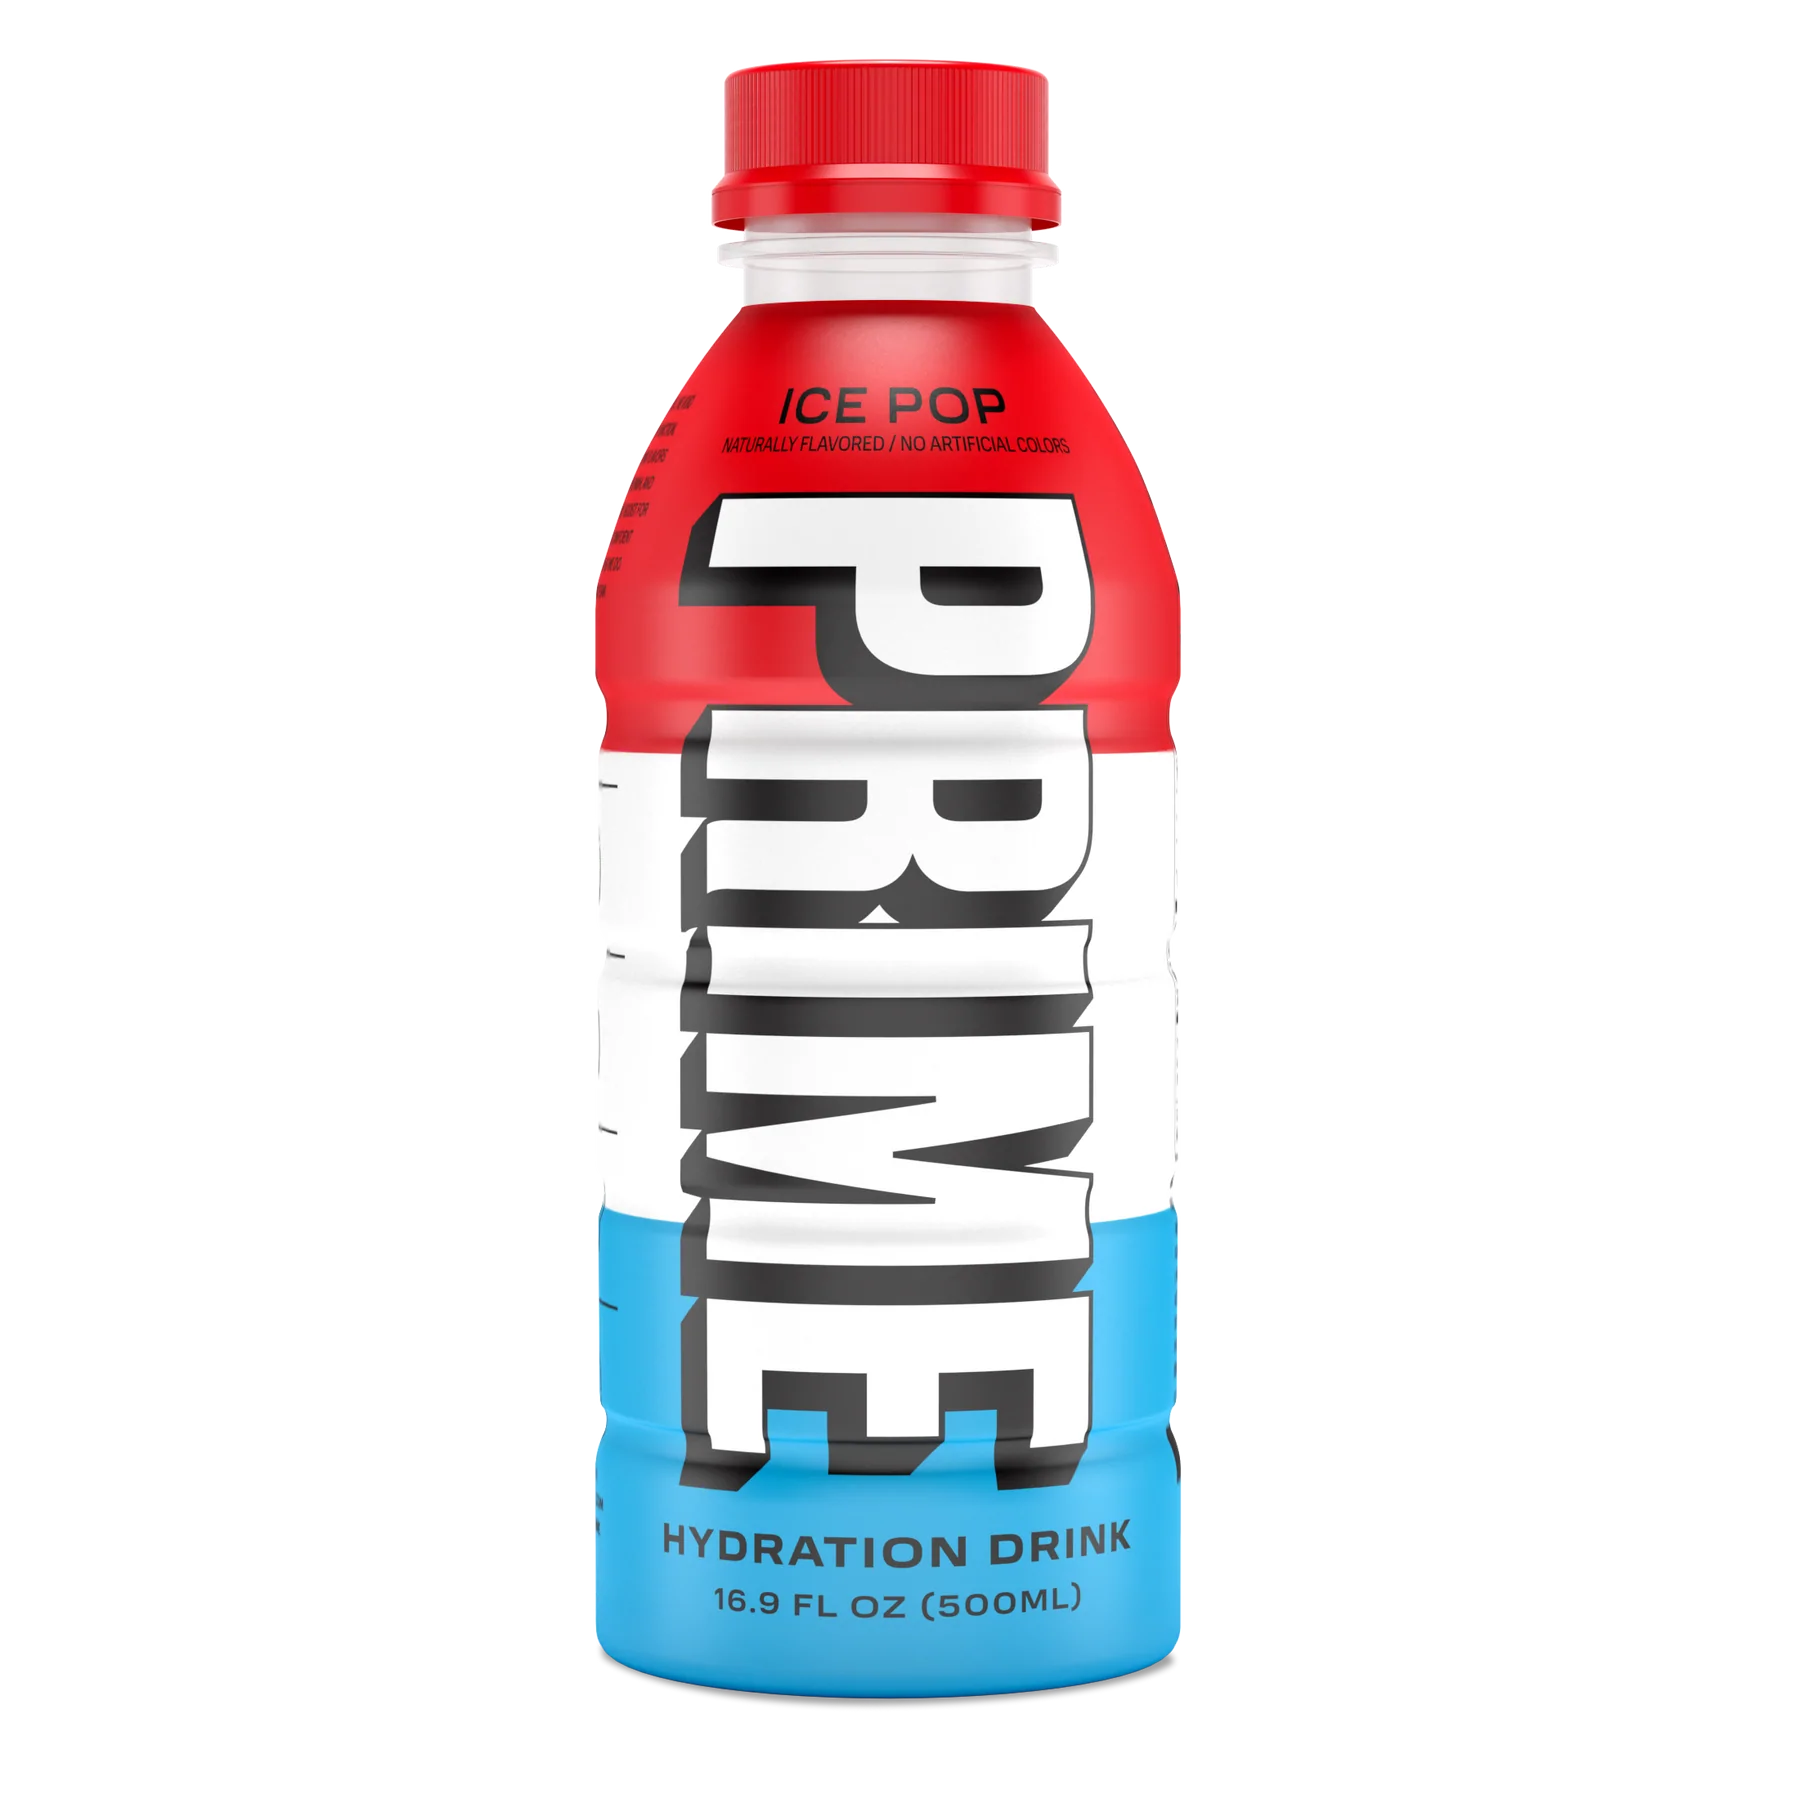 ICE POP
NATURALLY FLAVORED / NO ARTIFICIAL COLORS
PRIME
HYDRATION DRINK
16.9 FL OZ (500ML)